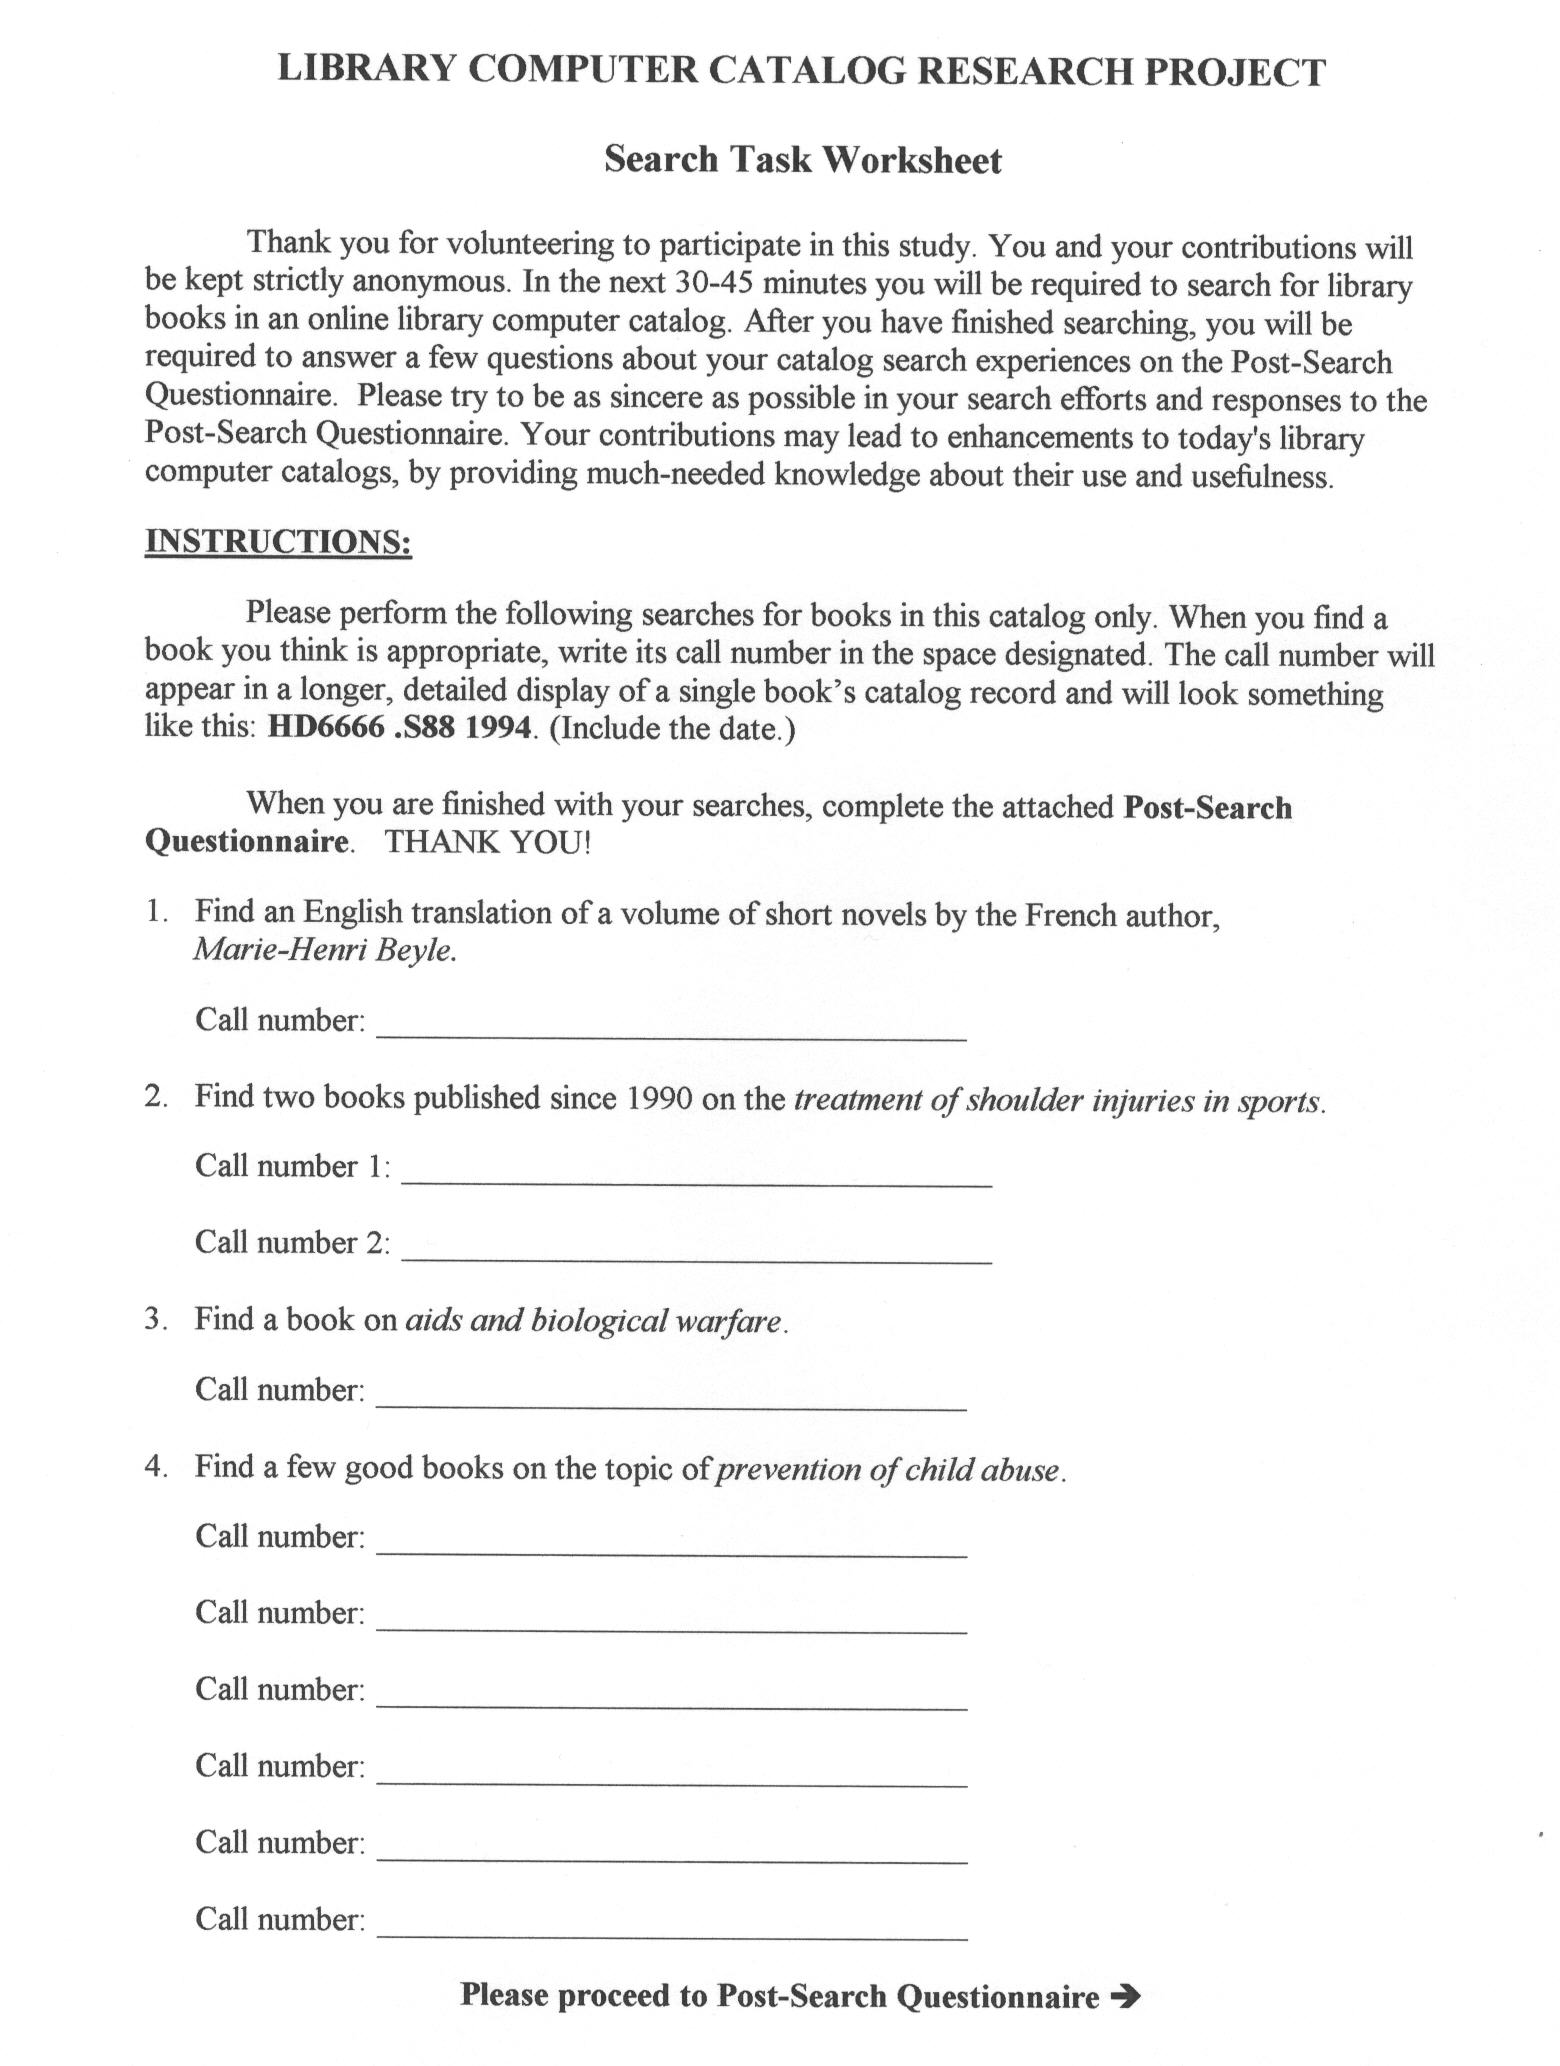 LIBRARY COMPUTER CATALOG RESEARCH PROJECT
Search Task Worksheet
Thank you for volunteering to participate in this study. You and your contributions will
be kept strictly anonymous. In the next 30-45 minutes you will be required to search for library
books in an online library computer catalog. After you have finished searching, you will be
required to answer a few questions about your catalog search experiences on the Post-Search
Questionnaire. Please try to be as sincere as possible in your search efforts and responses to the
Post-Search Questionnaire. Your contributions may lead to enhancements to today's library
computer catalogs, by providing much-needed knowledge about their use and usefulness.
INSTRUCTIONS:
Please perform the following searches for books in this catalog only. When you find a
book you think is appropriate, write its call number in the space designated. The call number will
appear in a longer, detailed display of a single book’s catalog record and will look something
like this: HD6666 .S88 1994. (Include the date.)
When you are finished with your searches, complete the attached Post-Search
Questionnaire. THANK YOU!
1. Find an English translation of a volume of short novels by the French author,
Marie-Henri Beyle.
Call number:
2. Find two books published since 1990 on the treatment of shoulder injuries in sports.
Call number 1:
Call number 2:
3. Find a book on aids and biological warfare.
Call number:
4. Find a few good books on the topic of prevention of child abuse.
Call number:
Call number:
Call number:
Call number:
Call number:
Call number:
Please proceed to Post-Search Questionnaire ➔